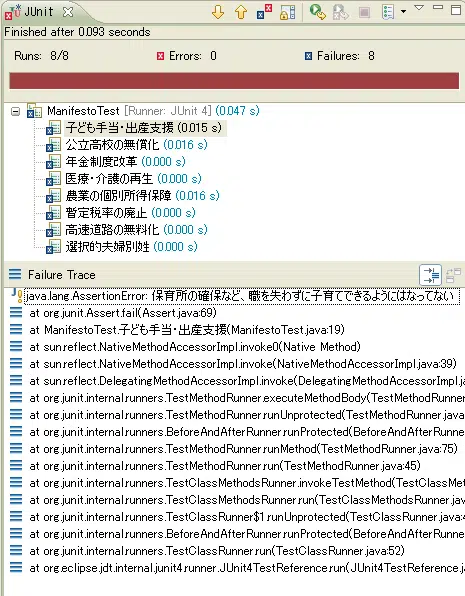 JUnit
Finished after 0.093 seconds
Runs: 8/8 Errors: 0 Failures: 8
ManifestoTest [Runner: JUnit 4] (0.047 s)
子ども手当・出産支援 (0.015 s)
公立高校の無償化 (0.016 s)
年金制度改革 (0.000 s)
医療・介護の再生 (0.000 s)
農業の個別所得保障 (0.016 s)
暫定税率の廃止 (0.000 s)
高速道路の無料化 (0.000 s)
選択的夫婦別姓 (0.000 s)
Failure Trace
java.lang.AssertionError: 保育所の確保など、職を失わずに子育てできるようにはなってない
at org.junit.Assert.fail(Assert.java:69)
at ManifestoTest.子ども手当・出産支援(ManifestoTest.java:19)
at sun.reflect.NativeMethodAccessorImpl.invoke0(Native Method)
at sun.reflect.NativeMethodAccessorImpl.invoke(NativeMethodAccessorImpl.java:39)
at sun.reflect.DelegatingMethodAccessorImpl.invoke(DelegatingMethodAccessorImpl.ja
at org.junit.internal.runners.TestMethodRunner.executeMethodBody(TestMethodRunner
at org.junit.internal.runners.TestMethodRunner.runUnprotected(TestMethodRunner.java:
at org.junit.internal.runners.BeforeAndAfterRunner.runProtected(BeforeAndAfterRunne
at org.junit.internal.runners.TestMethodRunner.runMethod(TestMethodRunner.java:75)
at org.junit.internal.runners.TestMethodRunner.run(TestMethodRunner.java:45)
at org.junit.internal.runners.TestClassMethodsRunner.invokeTestMethod(TestClassMet
at org.junit.internal.runners.TestClassMethodsRunner.run(TestClassMethodsRunner.java
at org.junit.internal.runners.TestClassRunner$1.runUnprotected(TestClassRunner.java:4
at org.junit.internal.runners.BeforeAndAfterRunner.runProtected(BeforeAndAfterRunne
at org.junit.internal.runners.TestClassRunner.run(TestClassRunner.java:52)
at org.eclipse.jdt.internal.junit4.runner.JUnit4TestReference.run(JUnit4TestReference.ja